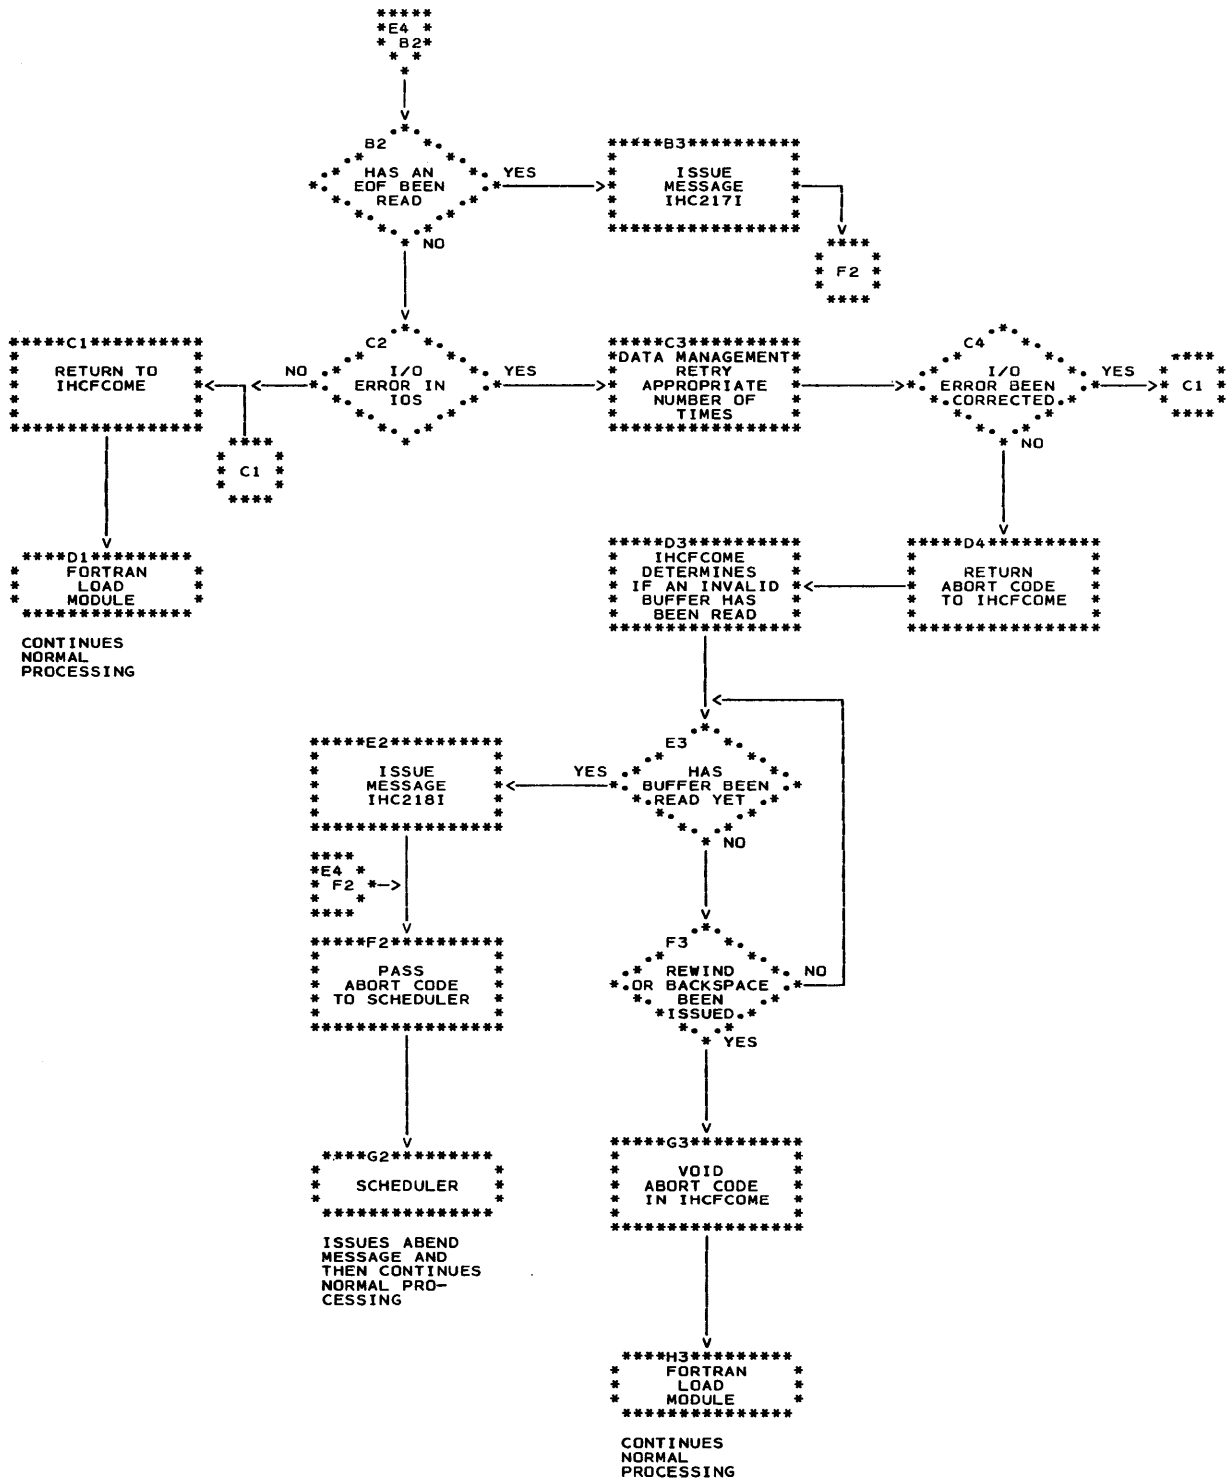 E4
B2
B2
HAS AN
EOF BEEN
READ
YES
NO
B3
ISSUE
MESSAGE
IHC217I
F2
C1
RETURN TO
IHCFCOME
NO
C2
I/O
ERROR IN
IOS
YES
C3
DATA MANAGEMENT
RETRY
APPROPRIATE
NUMBER OF
TIMES
C4
I/O
ERROR BEEN
CORRECTED
YES
NO
C1
C1
D1
FORTRAN
LOAD
MODULE
CONTINUES
NORMAL
PROCESSING
D3
IHCFCOME
DETERMINES
IF AN INVALID
BUFFER HAS
BEEN READ
D4
RETURN
ABORT CODE
TO IHCFCOME
E2
ISSUE
MESSAGE
IHC218I
YES
E3
HAS
BUFFER BEEN
READ YET
NO
E4
F2
F2
PASS
ABORT CODE
TO SCHEDULER
F3
REWIND
OR BACKSPACE
BEEN
ISSUED
NO
YES
G2
SCHEDULER
ISSUES ABEND
MESSAGE AND
THEN CONTINUES
NORMAL PRO-
CESSING
G3
VOID
ABORT CODE
IN IHCFCOME
H3
FORTRAN
LOAD
MODULE
CONTINUES
NORMAL
PROCESSING